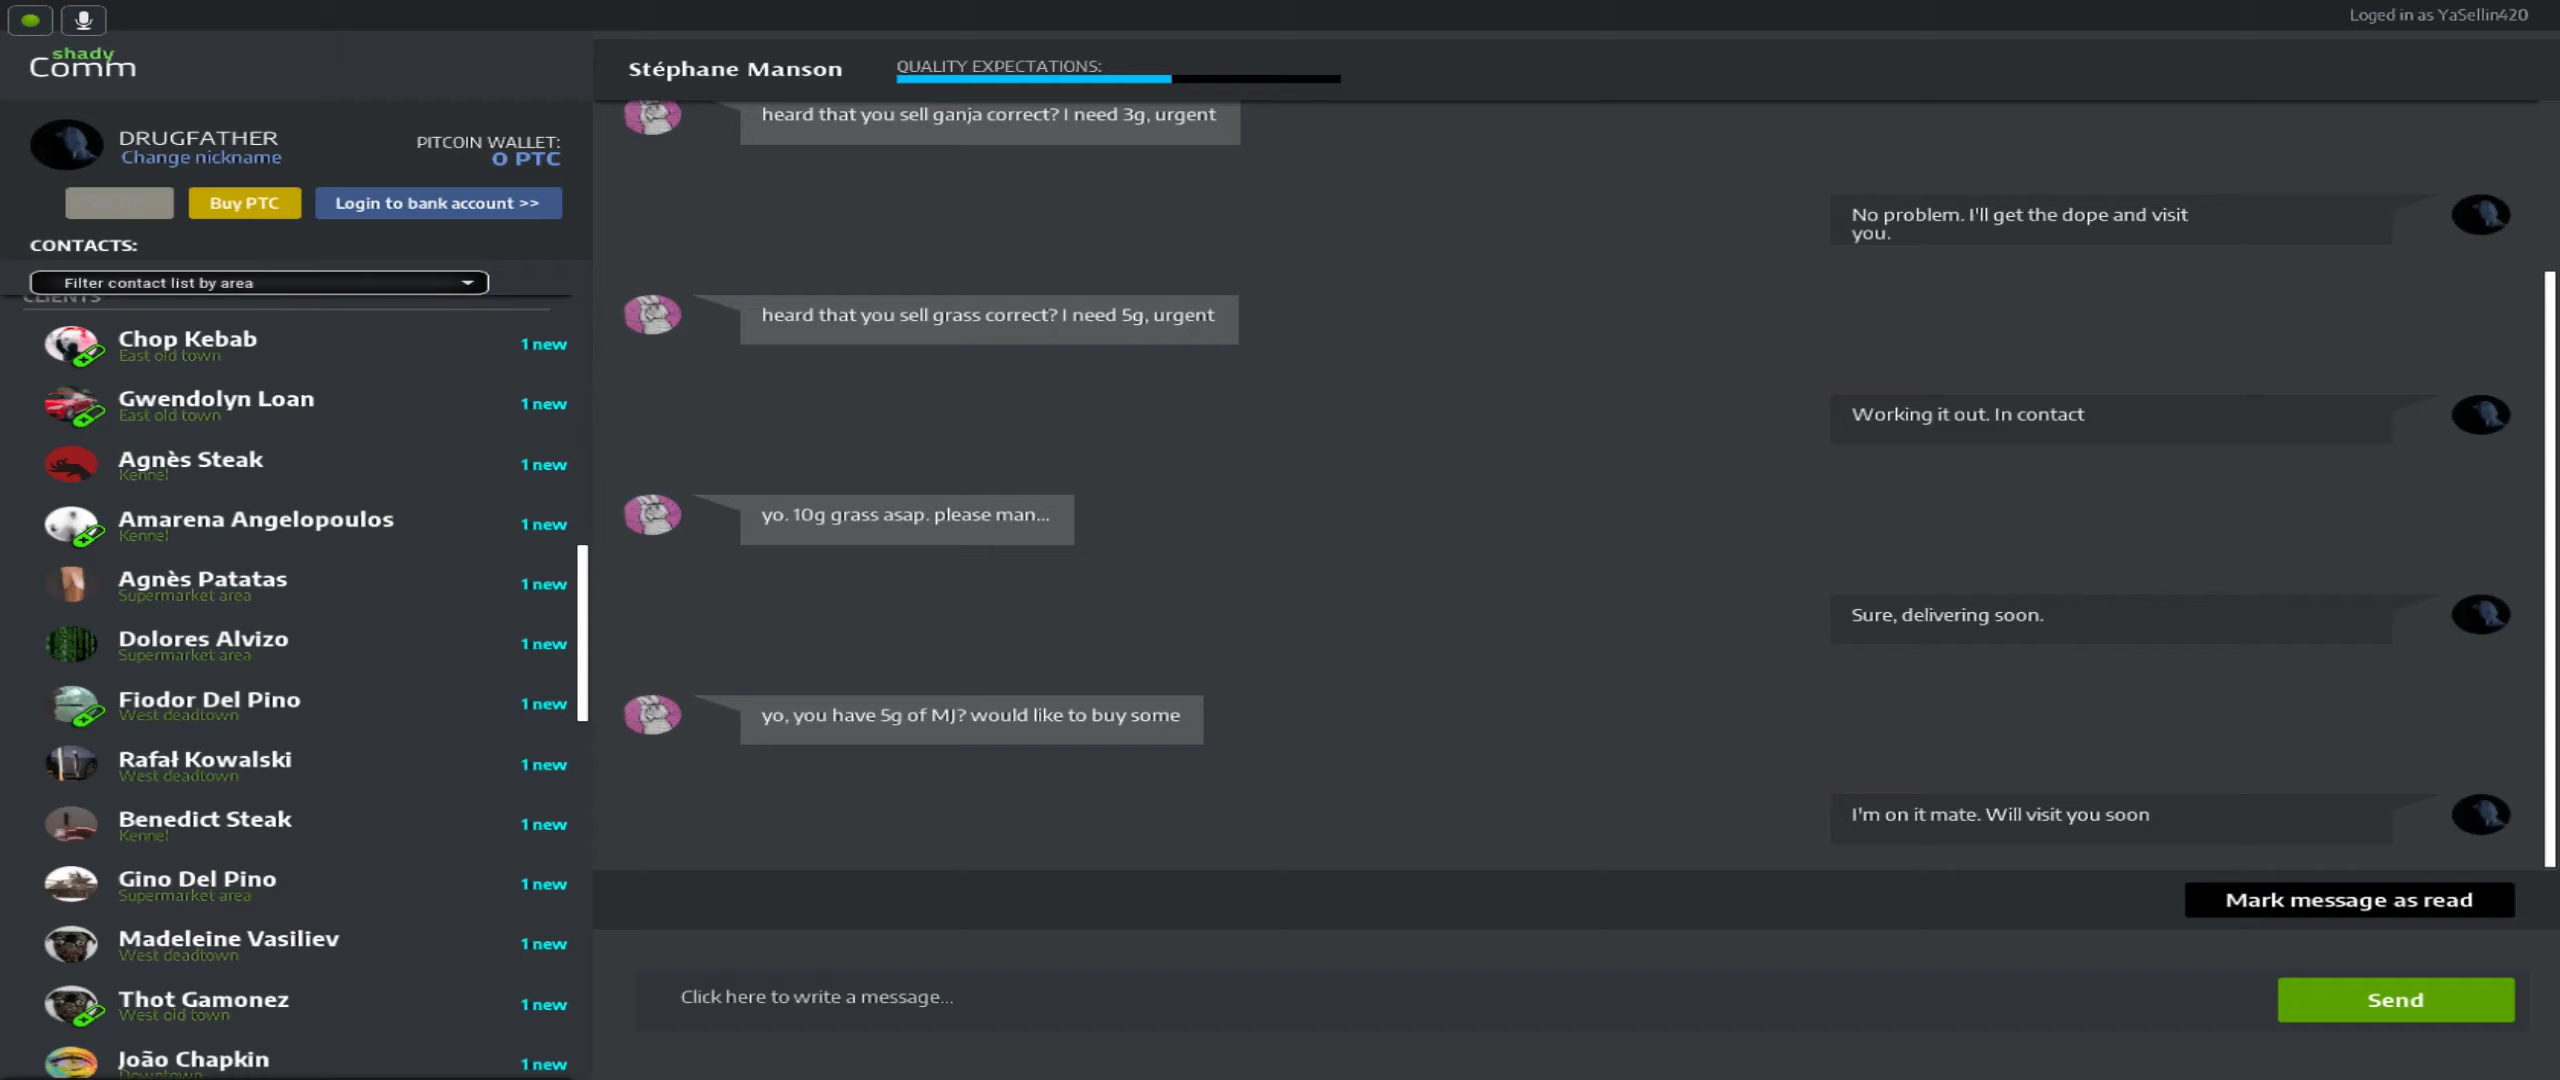 Loged in as YaSellin420
shady
Comm
DRUGFATHER
Change nickname
PITCOIN WALLET:
0 PTC
Buy PTC
Login to bank account >>
CONTACTS:
Filter contact list by area
CLIENTS
Chop Kebab
East old town
1 new
Gwendolyn Loan
East old town
1 new
Agnès Steak
Kennel
1 new
Amarena Angelopoulos
Kennel
1 new
Agnès Patatas
Supermarket area
1 new
Dolores Alvizo
Supermarket area
1 new
Fiodor Del Pino
West deadtown
1 new
Rafał Kowalski
West deadtown
1 new
Benedict Steak
Kennel
1 new
Gino Del Pino
Supermarket area
1 new
Madeleine Vasiliev
West deadtown
1 new
Thot Gamonez
West old town
1 new
João Chapkin
Downtown
1 new
Stéphane Manson
QUALITY EXPECTATIONS:
heard that you sell ganja correct? I need 3g, urgent
No problem. I'll get the dope and visit
you.
heard that you sell grass correct? I need 5g, urgent
Working it out. In contact
yo. 10g grass asap. please man...
Sure, delivering soon.
yo, you have 5g of MJ? would like to buy some
I'm on it mate. Will visit you soon
Mark message as read
Click here to write a message...
Send